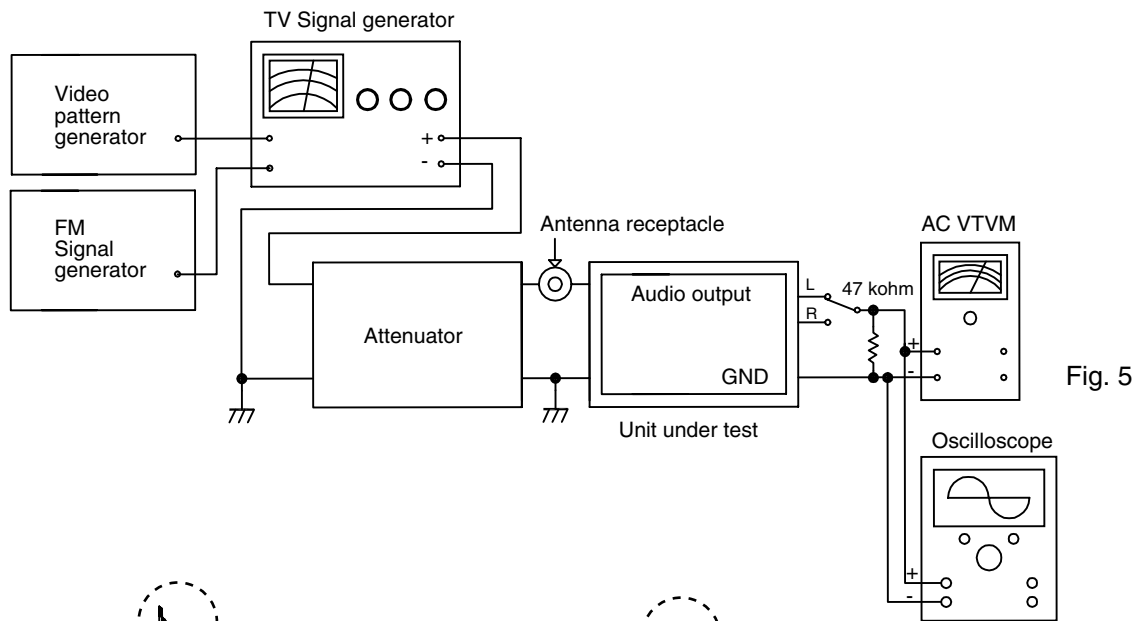 TV Signal generator
Video
pattern
generator
+
-
FM
Signal
generator
Antenna receptacle
AC VTVM
Audio output
L
47 kohm
R
Attenuator
+
-
GND
Fig. 5
Unit under test
Oscilloscope
+
-